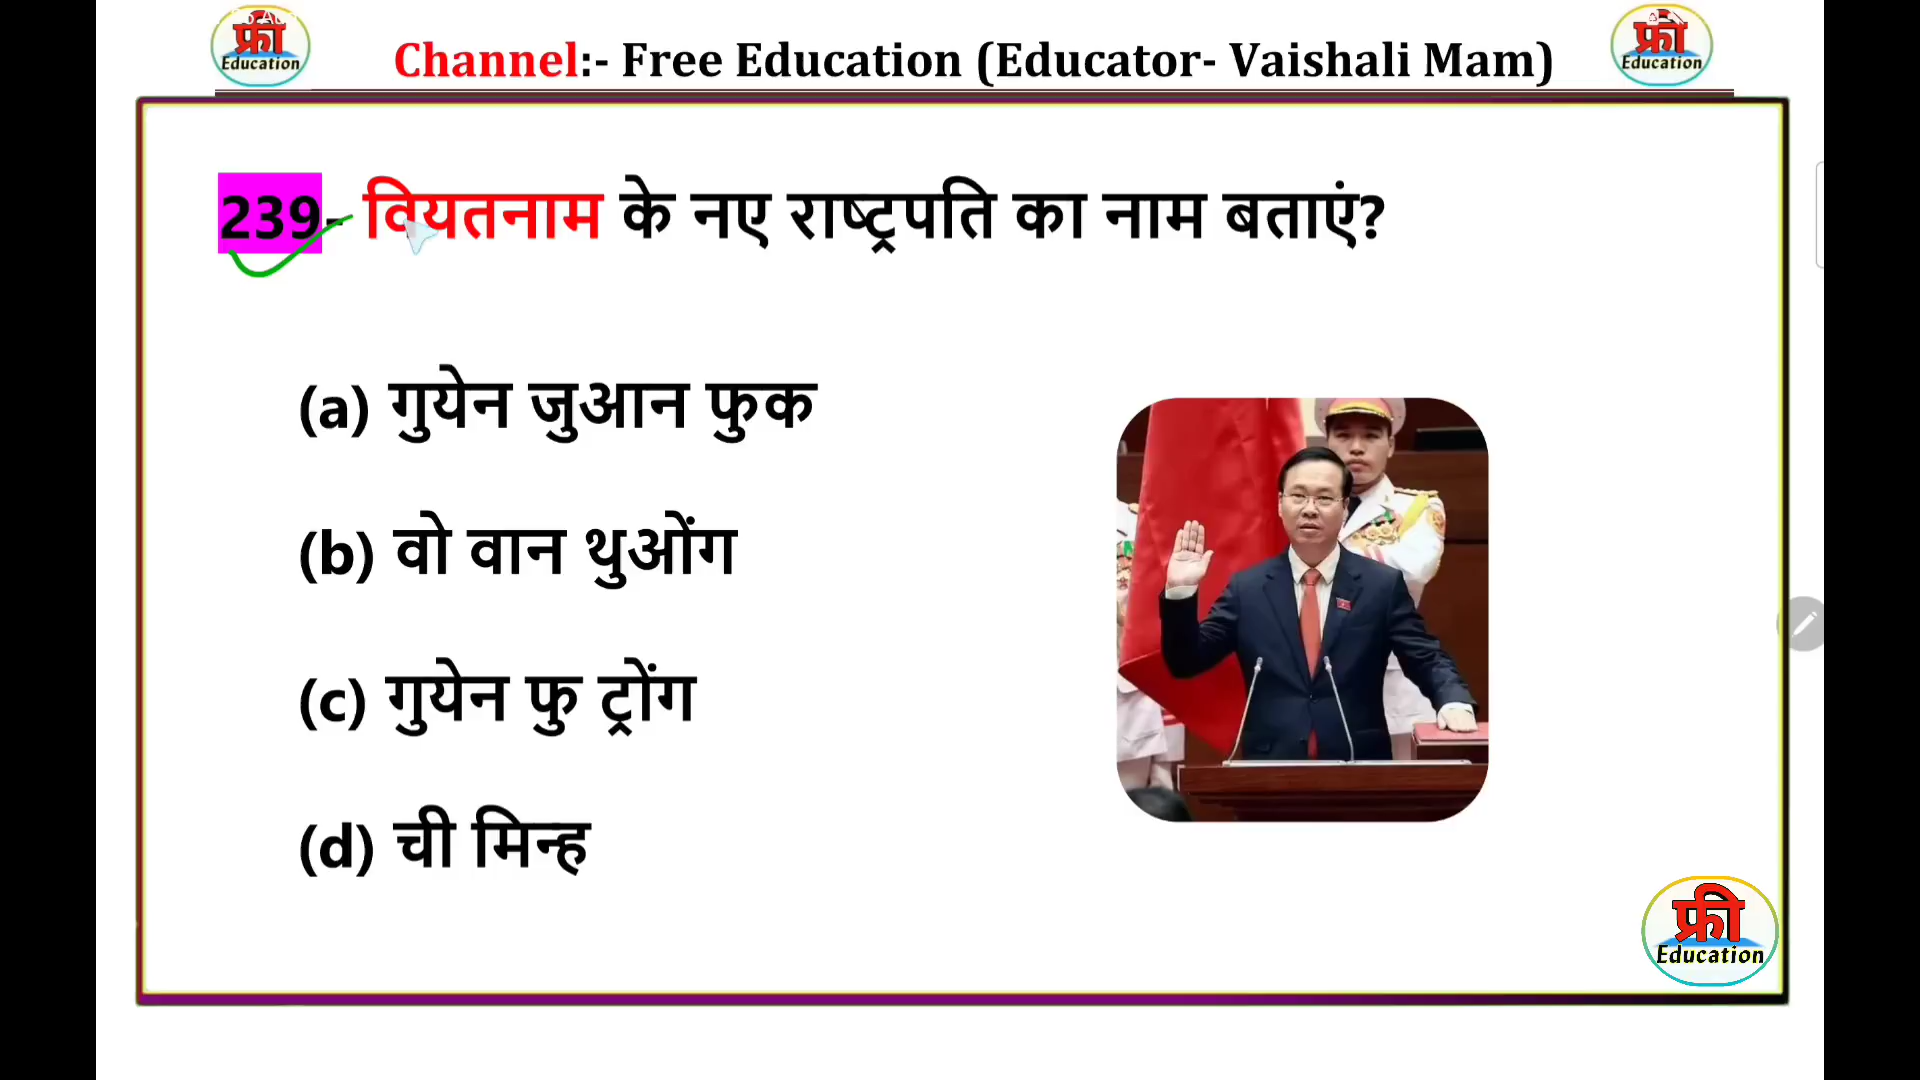 फ्री
Education
Channel:- Free Education (Educator- Vaishali Mam)
फ्री
Education
239- वियतनाम के नए राष्ट्रपति का नाम बताएं?
(a) गुयेन जुआन फुक
(b) वो वान थुओंग
(c) गुयेन फु ट्रोंग
(d) ची मिन्ह
फ्री
Education